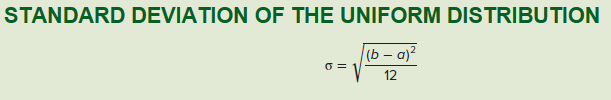 STANDARD DEVIATION OF THE UNIFORM DISTRIBUTION
σ = √((b – a)² / 12)